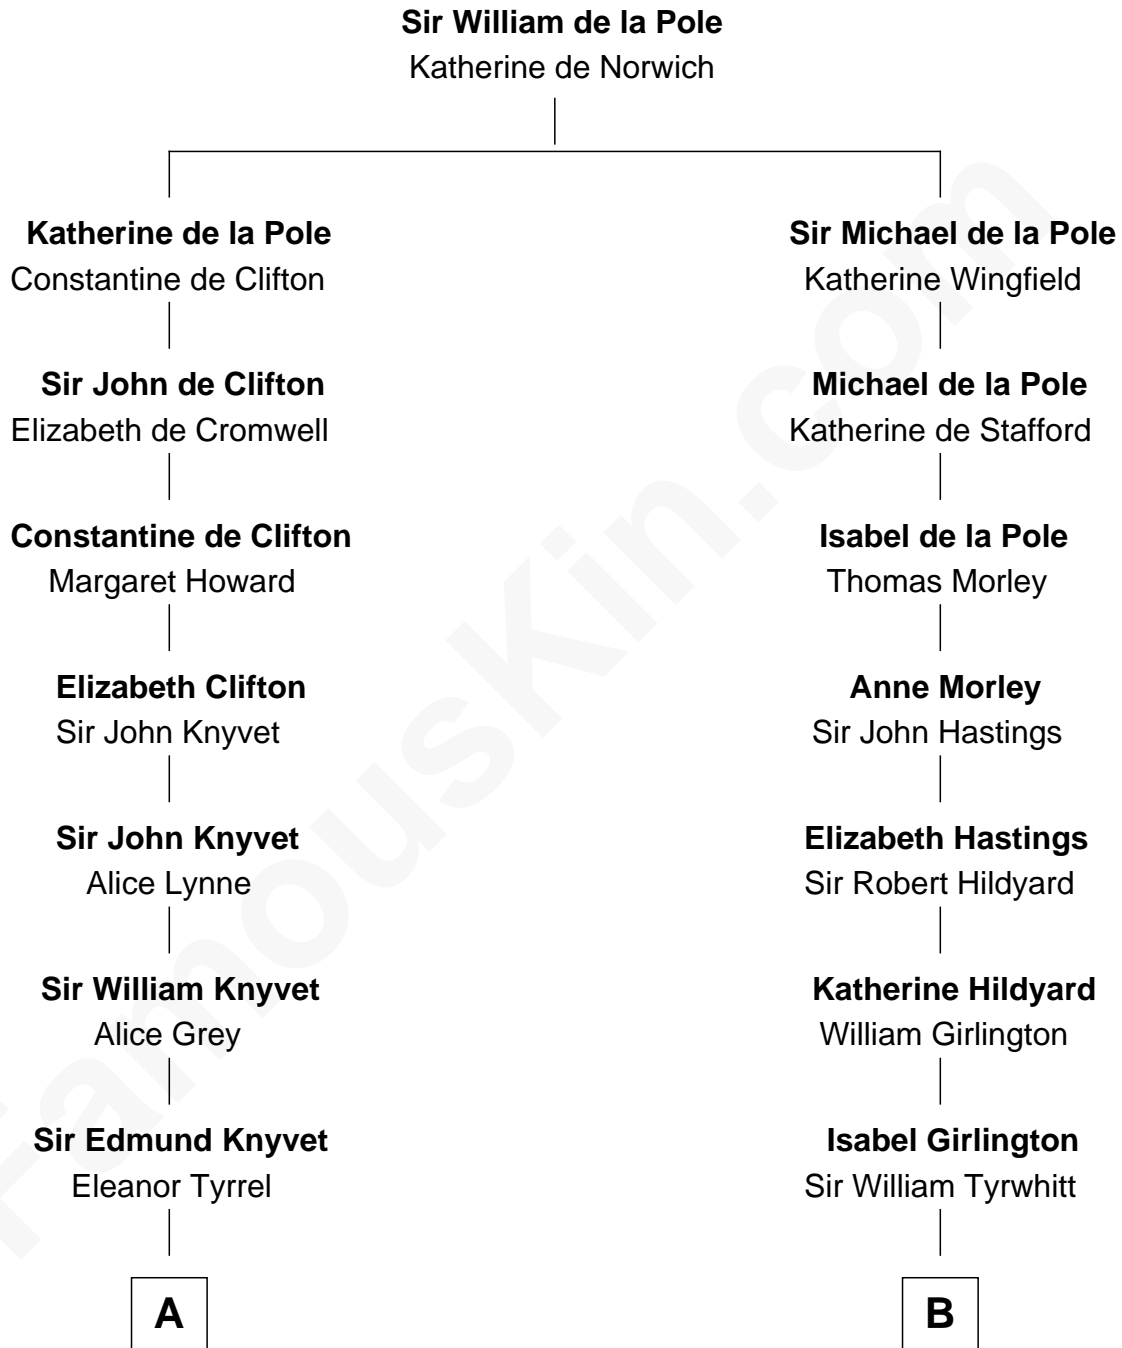 Sir William de la Pole
Katherine de Norwich
Katherine de la Pole
Constantine de Clifton
Sir Michael de la Pole
Katherine Wingfield
Sir John de Clifton
Elizabeth de Cromwell
Michael de la Pole
Katherine de Stafford
Constantine de Clifton
Margaret Howard
Isabel de la Pole
Thomas Morley
Elizabeth Clifton
Sir John Knyvet
Anne Morley
Sir John Hastings
Sir John Knyvet
Alice Lynne
Elizabeth Hastings
Sir Robert Hildyard
Sir William Knyvet
Alice Grey
Katherine Hildyard
William Girlington
Sir Edmund Knyvet
Eleanor Tyrrel
Isabel Girlington
Sir William Tyrwhitt
A
B
FamousKin.com